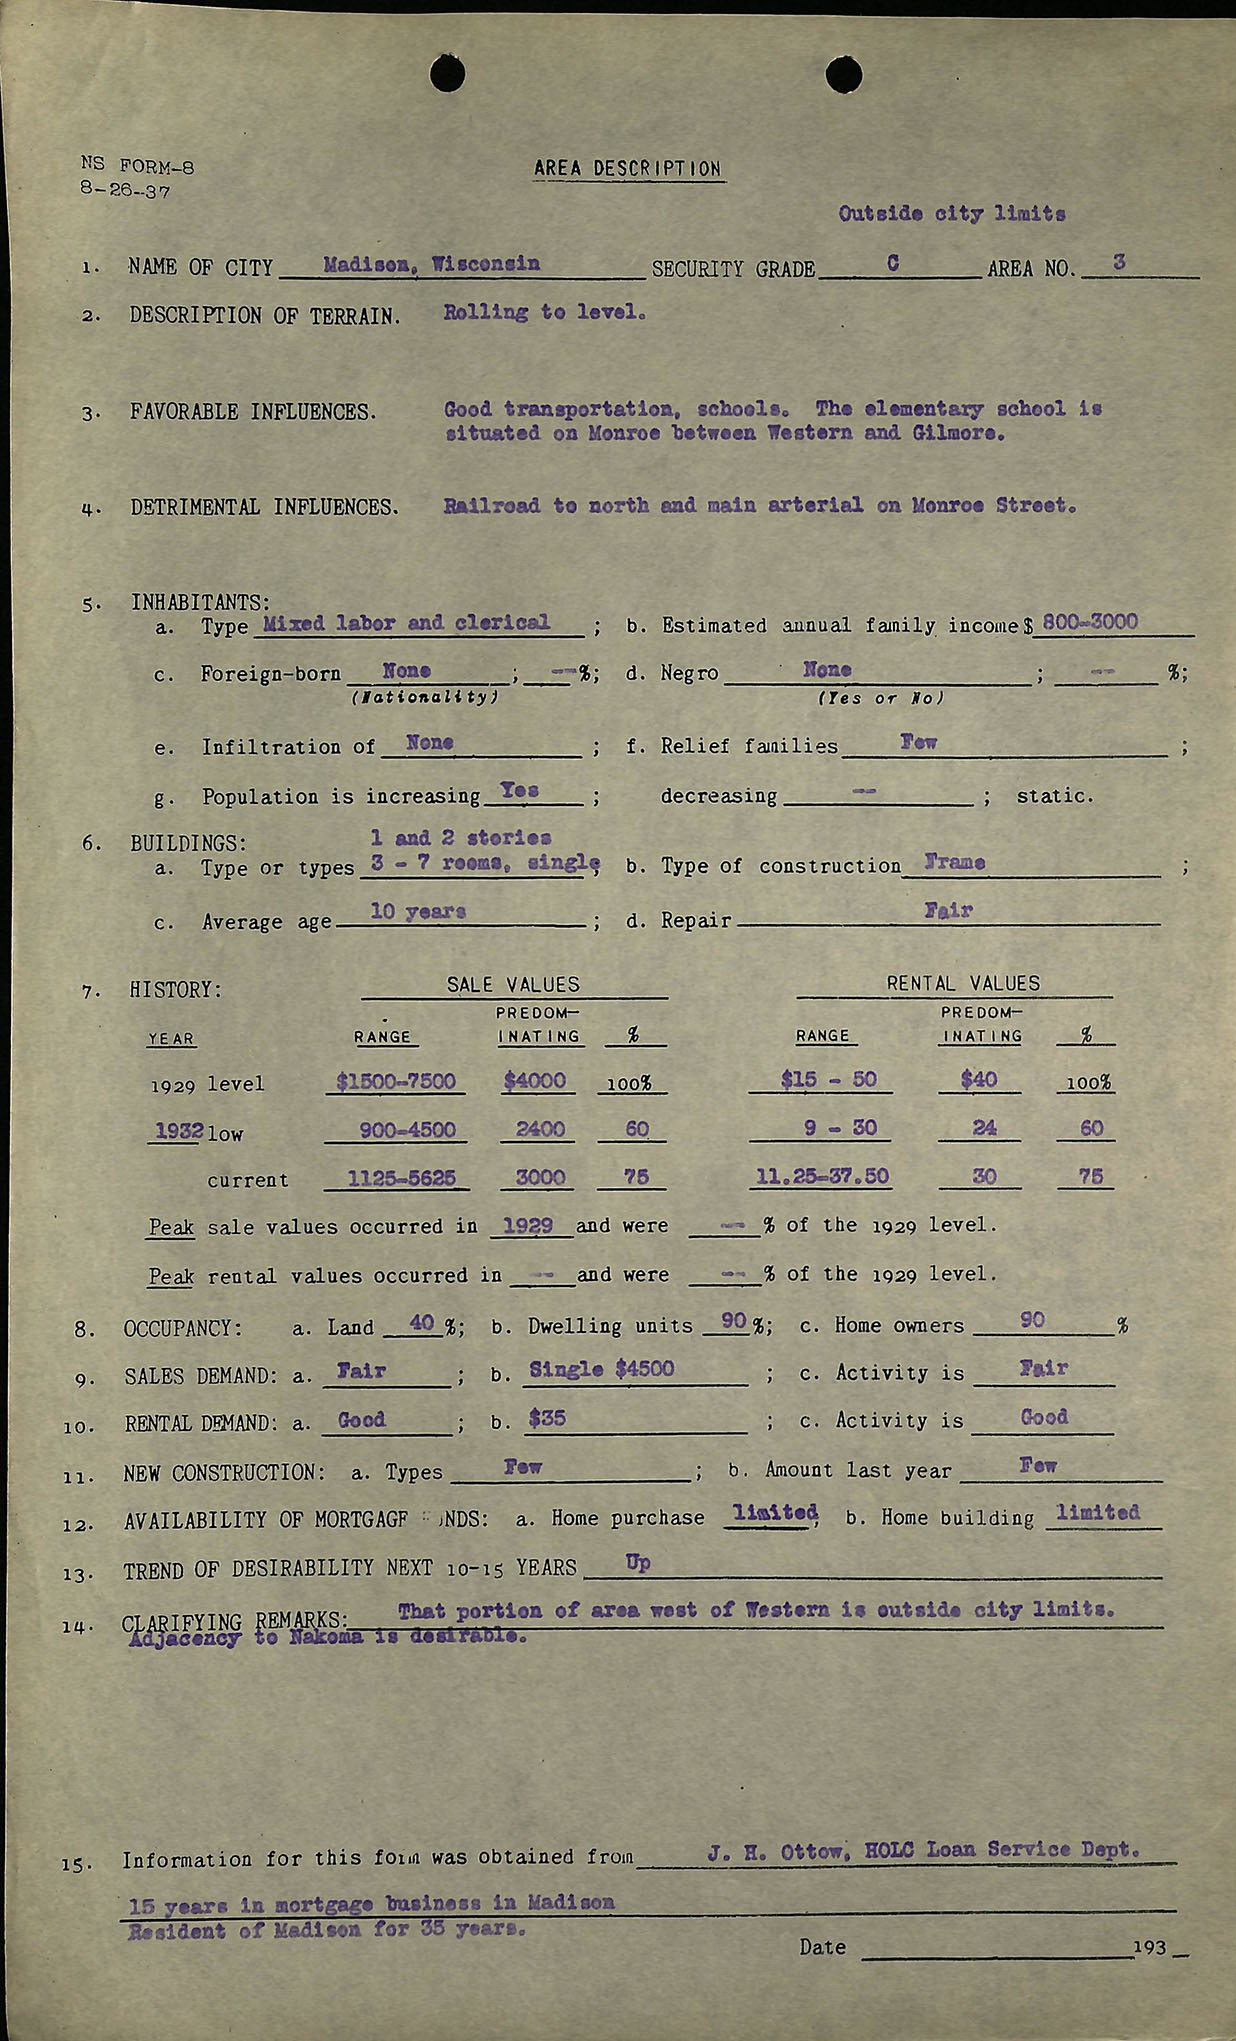 NS FORM-8
8-26-37
AREA DESCRIPTION
Outside city limits
1. NAME OF CITY Madison, Wisconsin SECURITY GRADE C AREA NO. 3
2. DESCRIPTION OF TERRAIN. Rolling to level.
3. FAVORABLE INFLUENCES. Good transportation, schools. The elementary school is
situated on Monroe between Western and Gilmore.
4. DETRIMENTAL INFLUENCES. Railroad to north and main arterial on Monroe Street.
5. INHABITANTS:
a. Type Mixed labor and clerical ; b. Estimated annual family income $ 800-3000
c. Foreign-born None ; --%; d. Negro None ; -- %;
(Nationality) (Yes or No)
e. Infiltration of None ; f. Relief families Few ;
g. Population is increasing Yes ; decreasing -- ; static.
6. BUILDINGS: 1 and 2 stories
a. Type or types 3 - 7 rooms, single; b. Type of construction Frame ;
c. Average age 10 years ; d. Repair Fair
7. HISTORY: SALE VALUES RENTAL VALUES
PREDOM- PREDOM-
YEAR RANGE INATING % RANGE INATING %
1929 level $1500-7500 $4000 100% $15 - 50 $40 100%
1932 low 900-4500 2400 60 9 - 30 24 60
current 1125-5625 3000 75 11.25-37.50 30 75
Peak sale values occurred in 1929 and were -- % of the 1929 level.
Peak rental values occurred in -- and were -- % of the 1929 level.
8. OCCUPANCY: a. Land 40 %; b. Dwelling units 90 %; c. Home owners 90 %
9. SALES DEMAND: a. Fair ; b. Single $4500 ; c. Activity is Fair
10. RENTAL DEMAND: a. Good ; b. $35 ; c. Activity is Good
11. NEW CONSTRUCTION: a. Types Few ; b. Amount last year Few
12. AVAILABILITY OF MORTGAGE NDS: a. Home purchase limited; b. Home building limited
13. TREND OF DESIRABILITY NEXT 10-15 YEARS Up
14. CLARIFYING REMARKS: That portion of area west of Western is outside city limits.
Adjacency to Nakoma is desirable.
15. Information for this form was obtained from J. H. Ottow, HOLC Loan Service Dept.
15 years in mortgage business in Madison
Resident of Madison for 35 years.
Date 193_